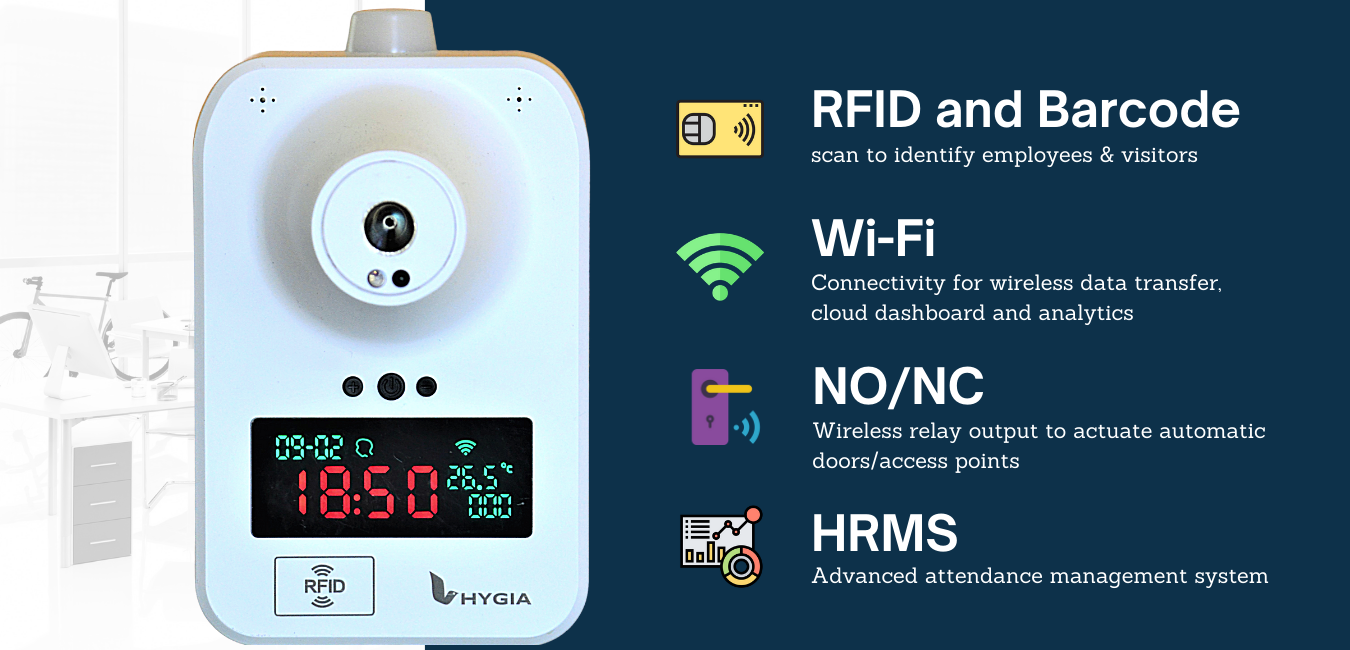 09-02
18:50
26.5°C
000
RFID
HYGIA
RFID and Barcode
scan to identify employees & visitors
Wi-Fi
Connectivity for wireless data transfer,
cloud dashboard and analytics
NO/NC
Wireless relay output to actuate automatic
doors/access points
HRMS
Advanced attendance management system